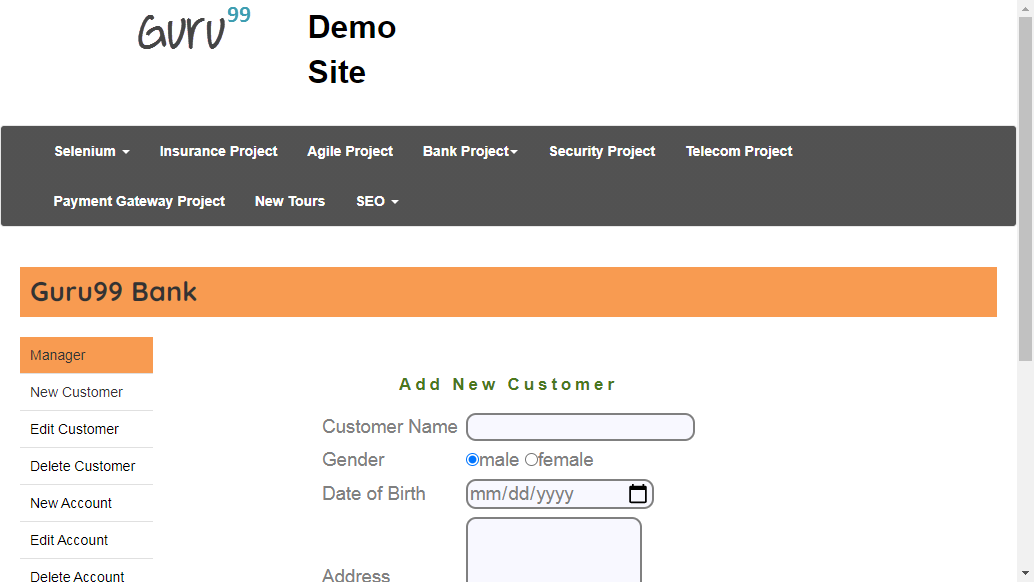 Guru99
Demo
Site
Selenium Insurance Project Agile Project Bank Project Security Project Telecom Project
Payment Gateway Project New Tours SEO
Guru99 Bank
Manager
New Customer
Edit Customer
Delete Customer
New Account
Edit Account
Delete Account
Add New Customer
Customer Name
Gender male female
Date of Birth mm/dd/yyyy
Address